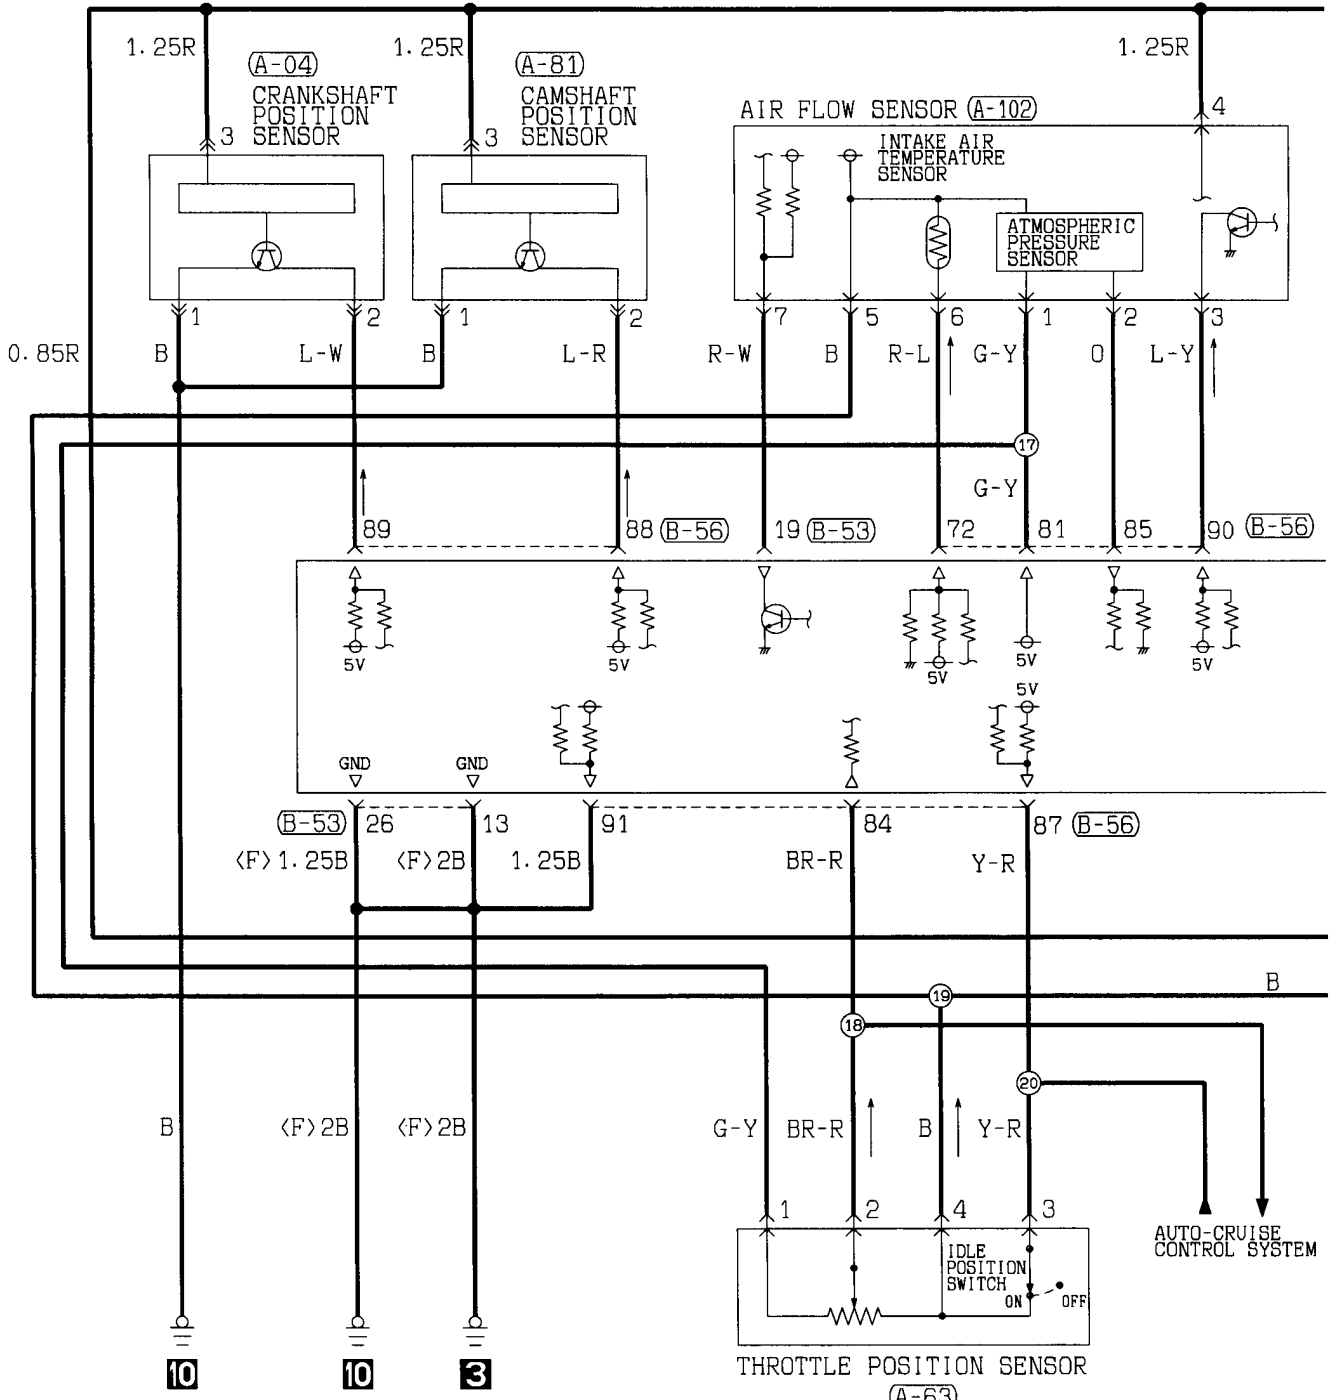 1.25R
1.25R
1.25R
A-04
A-81
4
CRANKSHAFT
POSITION
SENSOR
CAMSHAFT
POSITION
SENSOR
AIR FLOW SENSOR A-102
3
3
INTAKE AIR
TEMPERATURE
SENSOR
ATMOSPHERIC
PRESSURE
SENSOR
1
2
1
2
7
5
6
1
2
3
0.85R
B
L-W
B
L-R
R-W
B
R-L
G-Y
O
L-Y
17
G-Y
89
88 B-56
19 B-53
72
81
85
90 B-56
5V
5V
5V
5V
5V
5V
GND
GND
B-53 26
13
91
84
87 B-56
<F>1.25B
<F>2B
1.25B
BR-R
Y-R
B
19
18
20
B
<F>2B
<F>2B
G-Y
BR-R
B
Y-R
1
2
4
3
IDLE
POSITION
SWITCH
ON
OFF
AUTO-CRUISE
CONTROL SYSTEM
10
10
3
THROTTLE POSITION SENSOR
A-63